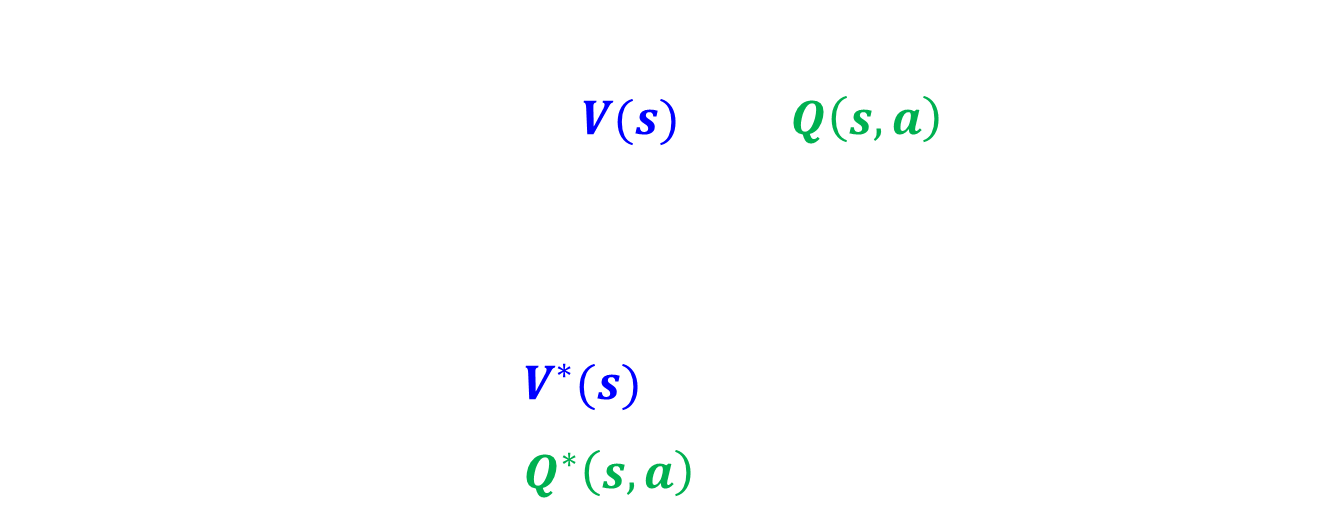 V(s) Q(s, a)
V*(s)
Q*(s, a)